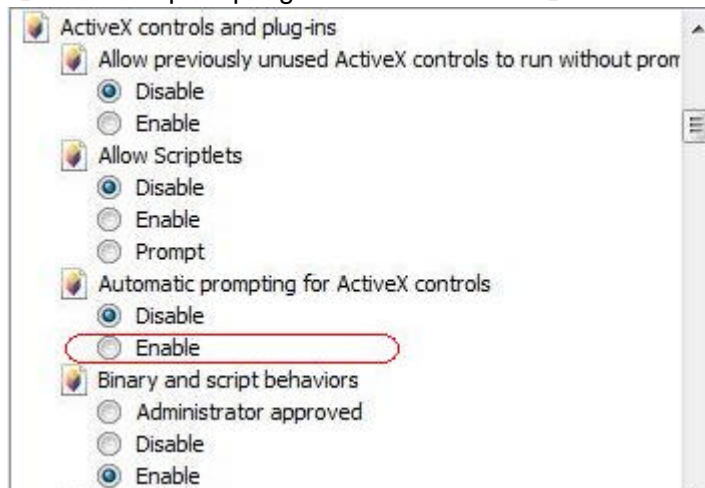 ActiveX controls and plug-ins
Allow previously unused ActiveX controls to run without
Disable
Enable
Allow Scriptlets
Disable
Enable
Prompt
Automatic prompting for ActiveX controls
Disable
Enable
Binary and script behaviors
Administrator approved
Disable
Enable